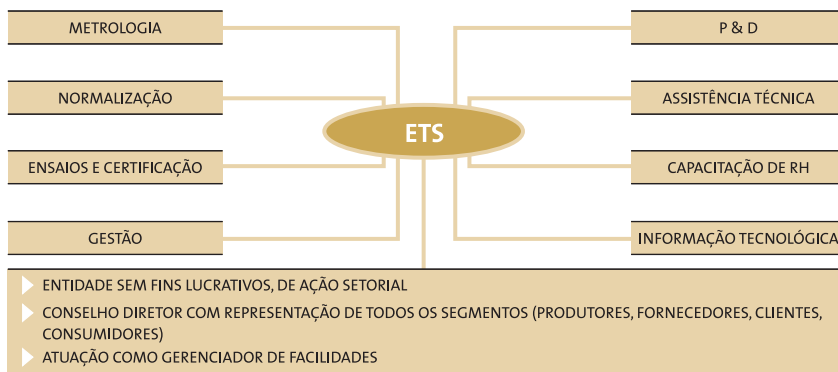 METROLOGIA
P & D
NORMALIZAÇÃO
ASSISTÊNCIA TÉCNICA
ETS
ENSAIOS E CERTIFICAÇÃO
CAPACITAÇÃO DE RH
GESTÃO
INFORMAÇÃO TECNOLÓGICA
ENTIDADE SEM FINS LUCRATIVOS, DE AÇÃO SETORIAL
CONSELHO DIRETOR COM REPRESENTAÇÃO DE TODOS OS SEGMENTOS (PRODUTORES, FORNECEDORES, CLIENTES,
CONSUMIDORES)
ATUAÇÃO COMO GERENCIADOR DE FACILIDADES